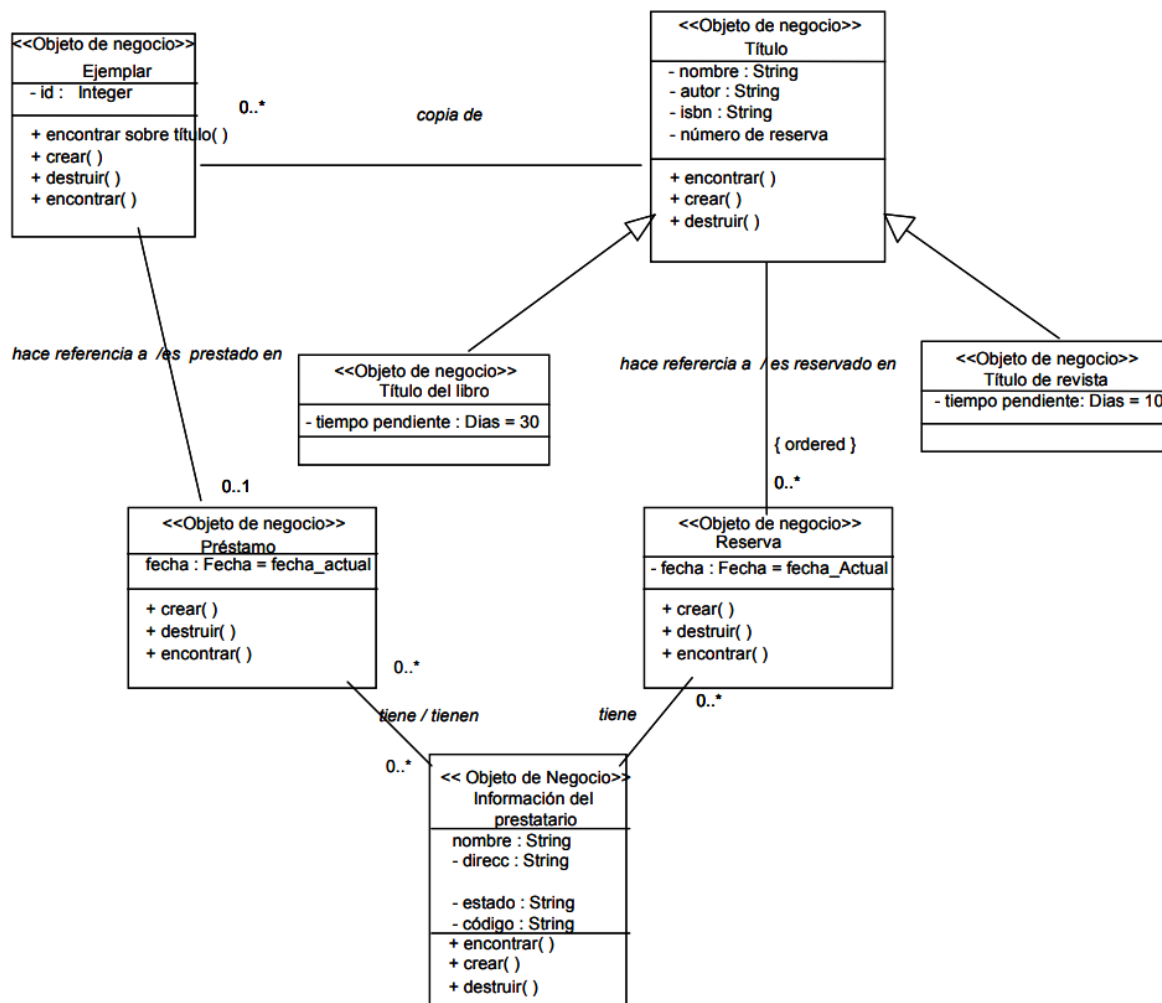 <<Objeto de negocio>>
Ejemplar
- id : Integer
+ encontrar sobre título( )
+ crear( )
+ destruir( )
+ encontrar( )
0..*
copia de
<<Objeto de negocio>>
Título
- nombre : String
- autor : String
- isbn : String
- número de reserva
+ encontrar( )
+ crear( )
+ destruir( )
hace referencia a /es prestado en
<<Objeto de negocio>>
Título del libro
- tiempo pendiente : Dias = 30
hace refercia a / es reservado en
<<Objeto de negocio>>
Título de revista
- tiempo pendiente: Dias = 10
{ ordered }
0..1
0..*
<<Objeto de negocio>>
Préstamo
fecha : Fecha = fecha_actual
+ crear( )
+ destruir( )
+ encontrar( )
0..*
<<Objeto de negocio>>
Reserva
- fecha : Fecha = fecha_Actual
+ crear( )
+ destruir( )
+ encontrar( )
0..*
tiene / tienen
tiene
0..*
<< Objeto de Negocio>>
Información del
prestatario
nombre : String
- direcc : String
- estado : String
- código : String
+ encontrar( )
+ crear( )
+ destruir( )